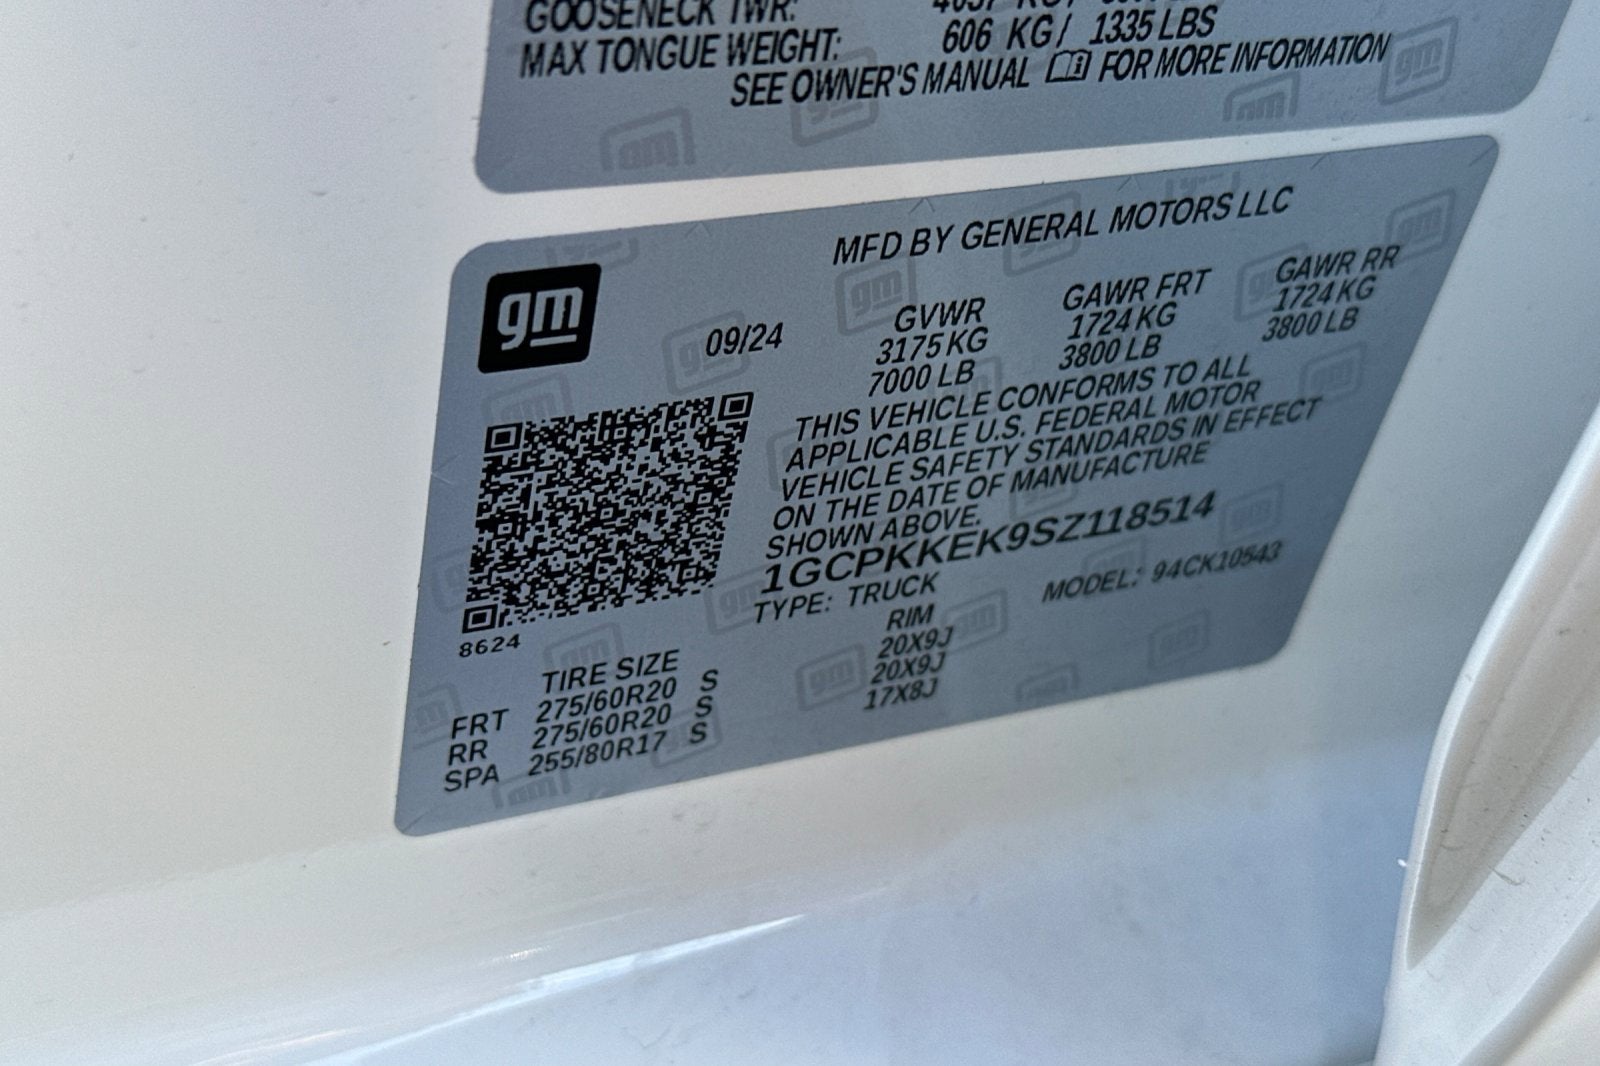 GOOSENECK TWR:
MAX TONGUE WEIGHT: 606 KG/ 1335 LBS
SEE OWNER'S MANUAL FOR MORE INFORMATION
gm
MFD BY GENERAL MOTORS LLC
09/24
GVWR GAWR FRT GAWR RR
3175 KG 1724 KG 1724 KG
7000 LB 3800 LB 3800 LB
THIS VEHICLE CONFORMS TO ALL
APPLICABLE U.S. FEDERAL MOTOR
VEHICLE SAFETY STANDARDS IN EFFECT
ON THE DATE OF MANUFACTURE
SHOWN ABOVE.
1GCPKKEK9SZ118514
TYPE: TRUCK MODEL: 94CK10543
8624
TIRE SIZE RIM
FRT 275/60R20 S 20X9J
RR 275/60R20 S 20X9J
SPA 255/80R17 S 17X8J